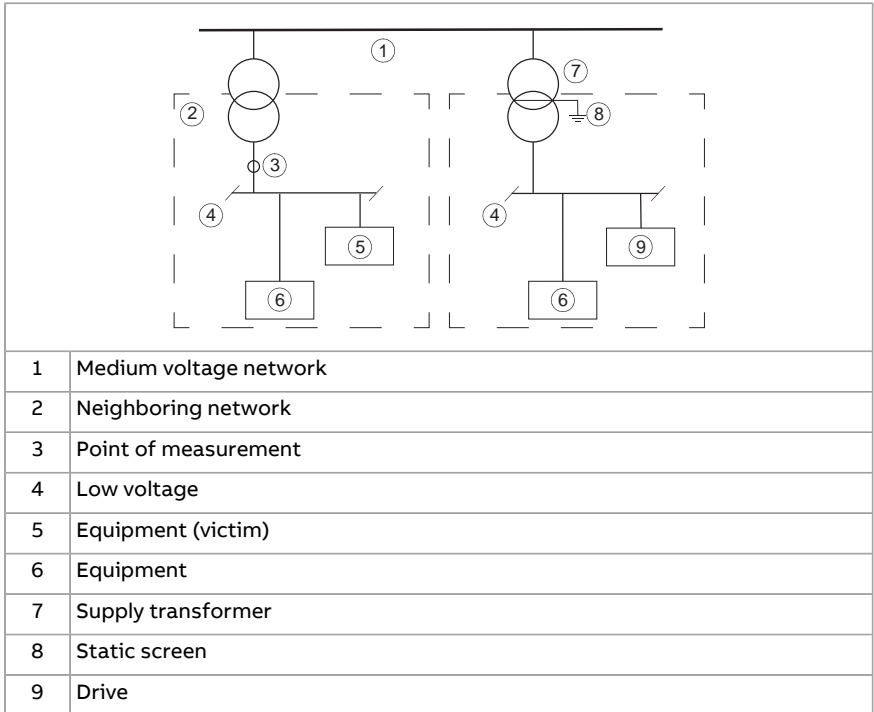 ①
⑦
②
⑧
③
④
④
⑤
⑨
⑥
⑥
1 Medium voltage network
2 Neighboring network
3 Point of measurement
4 Low voltage
5 Equipment (victim)
6 Equipment
7 Supply transformer
8 Static screen
9 Drive